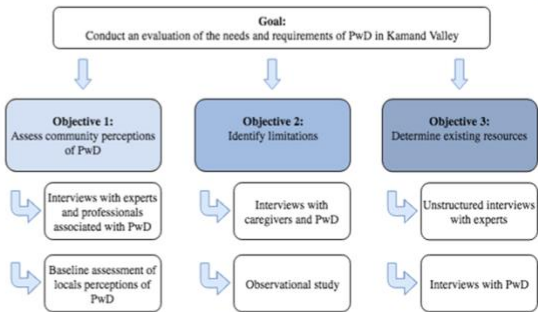 Goal:
Conduct an evaluation of the needs and requirements of PwD in Kamand Valley
Objective 1:
Assess community perceptions
of PwD
Objective 2:
Identify limitations
Objective 3:
Determine existing resources
Interviews with experts
and professionals
associated with PwD
Interviews with
caregivers and PwD
Unstructured interviews
with experts
Baseline assessment of
locals perceptions of
PwD
Observational study
Interviews with PwD